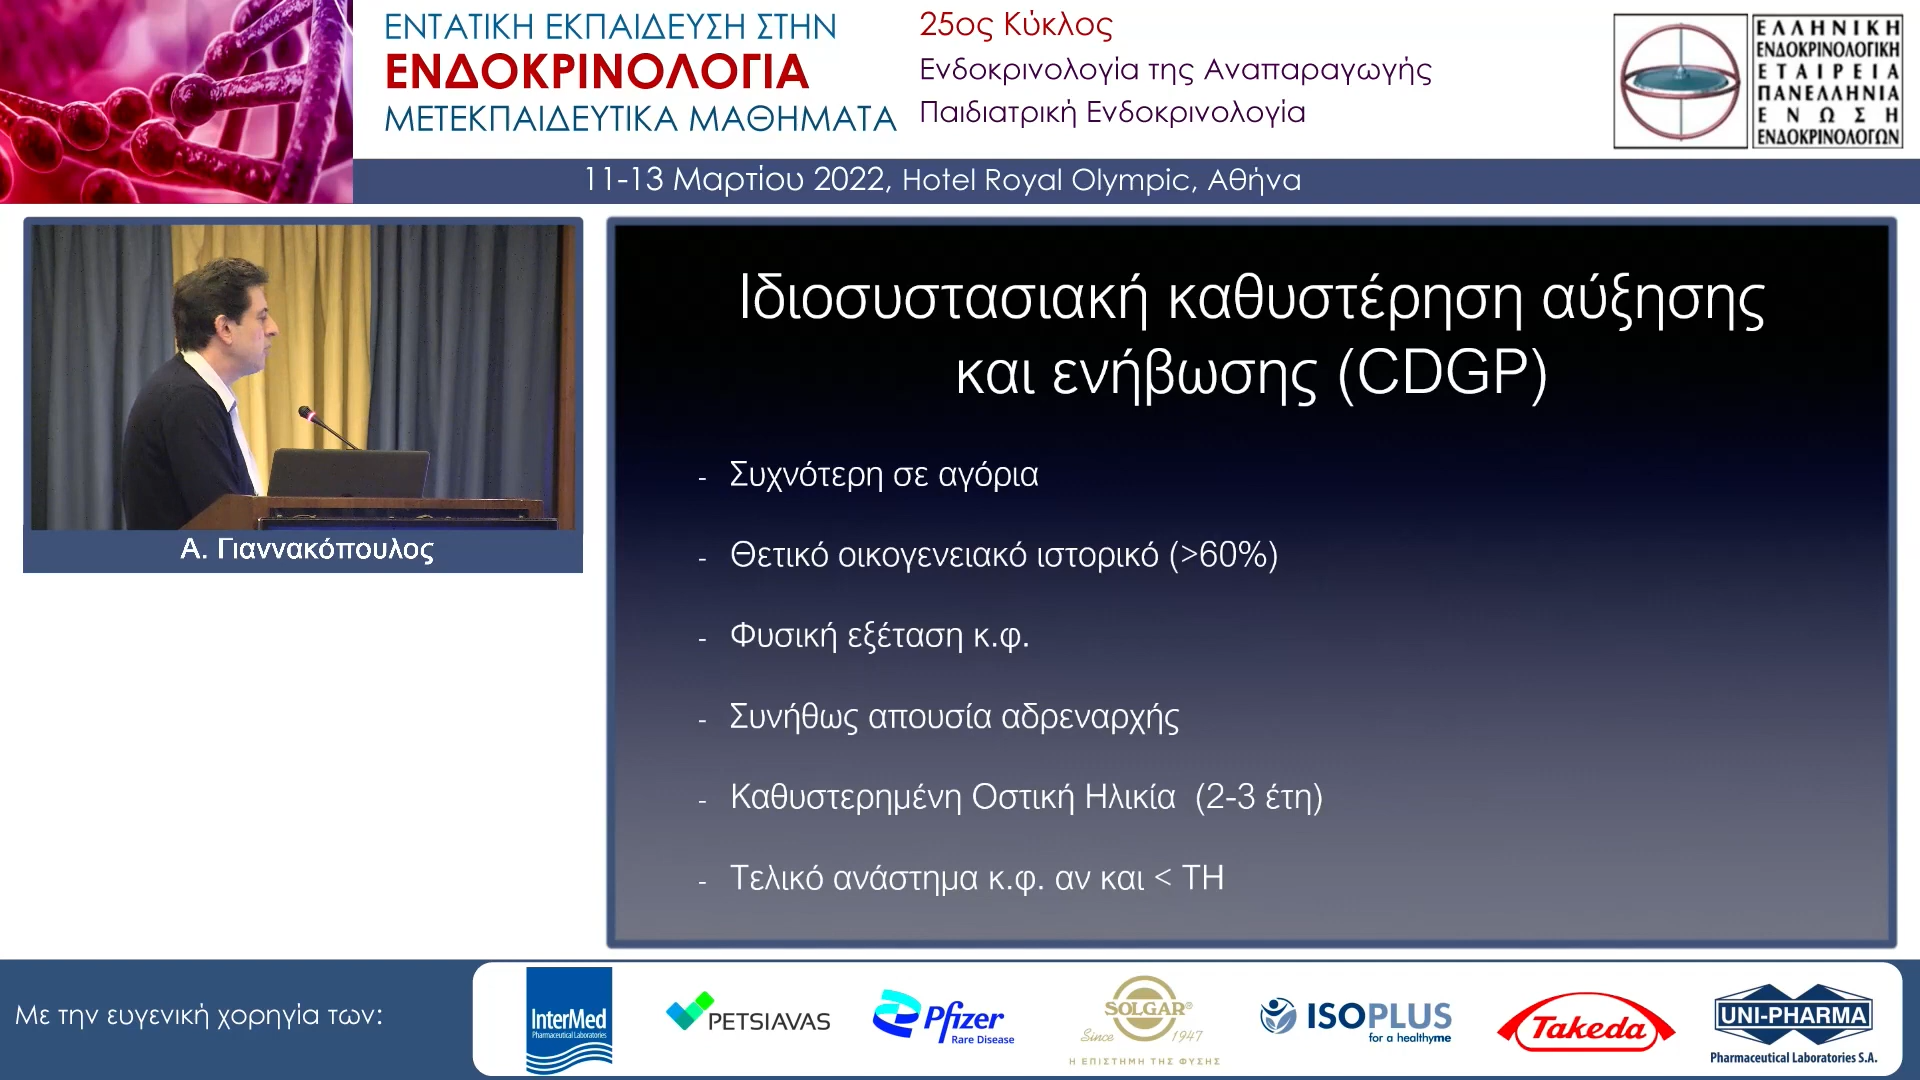 ΕΝΤΑΤΙΚΗ ΕΚΠΑΙΔΕΥΣΗ ΣΤΗΝ
ΕΝΔΟΚΡΙΝΟΛΟΓΙΑ
ΜΕΤΕΚΠΑΙΔΕΥΤΙΚΑ ΜΑΘΗΜΑΤΑ
25ος Κύκλος
Ενδοκρινολογία της Αναπαραγωγής
Παιδιατρική Ενδοκρινολογία
ΕΛΛΗΝΙΚΗ
ΕΝΔΟΚΡΙΝΟΛΟΓΙΚΗ
ΕΤΑΙΡΕΙΑ
ΠΑΝΕΛΛΗΝΙΑ
ΕΝΩΣΗ
ΕΝΔΟΚΡΙΝΟΛΟΓΩΝ
11-13 Μαρτίου 2022, Hotel Royal Olympic, Αθήνα
Α. Γιαννακόπουλος
Ιδιοσυστασιακή καθυστέρηση αύξησης
και ενήβωσης (CDGP)
- Συχνότερη σε αγόρια
- Θετικό οικογενειακό ιστορικό (>60%)
- Φυσική εξέταση κ.φ.
- Συνήθως απουσία αδρεναρχής
- Καθυστερημένη Οστική Ηλικία (2-3 έτη)
- Τελικό ανάστημα κ.φ. αν και < ΤΗ
Με την ευγενική χορηγία των:
InterMed
Pharmaceutical Laboratories
PETSIAVAS
Pfizer
Rare Disease
SOLGAR®
Since 1947
Η ΕΠΙΣΤΗΜΗ ΤΗΣ ΦΥΣΗΣ
ISOPLUS
for a healthyme
Takeda
UNI-PHARMA
Pharmaceutical Laboratories S.A.